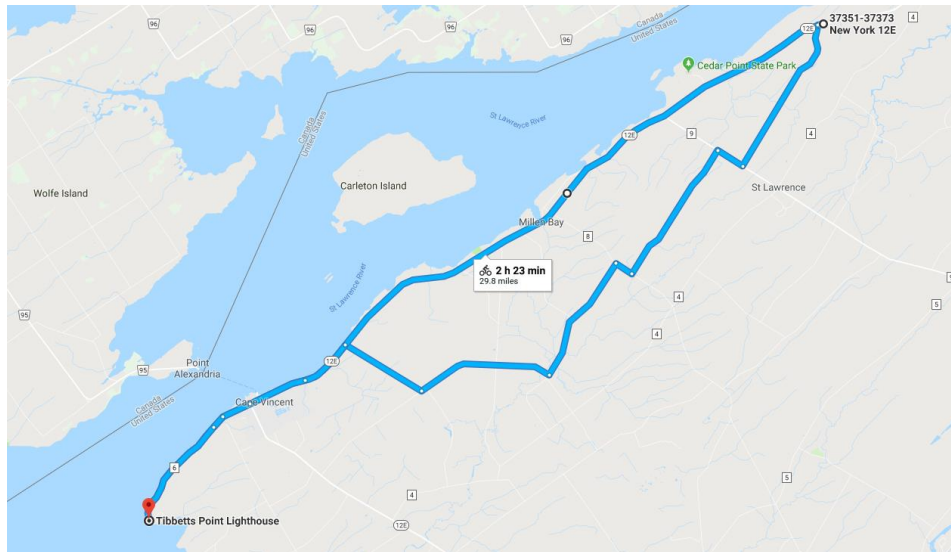 96
96
96
Canada
United States
12E
37351-37373
New York 12E
4
Cedar Point State Park
St Lawrence River
Canada
United States
12E
9
4
Wolfe Island
Carleton Island
St Lawrence
Millen Bay
8
2 h 23 min
29.8 miles
St Lawrence River
4
5
95
4
12E
Point
Alexandria
95
Cape Vincent
Canada
United States
6
5
4
12E
Tibbetts Point Lighthouse